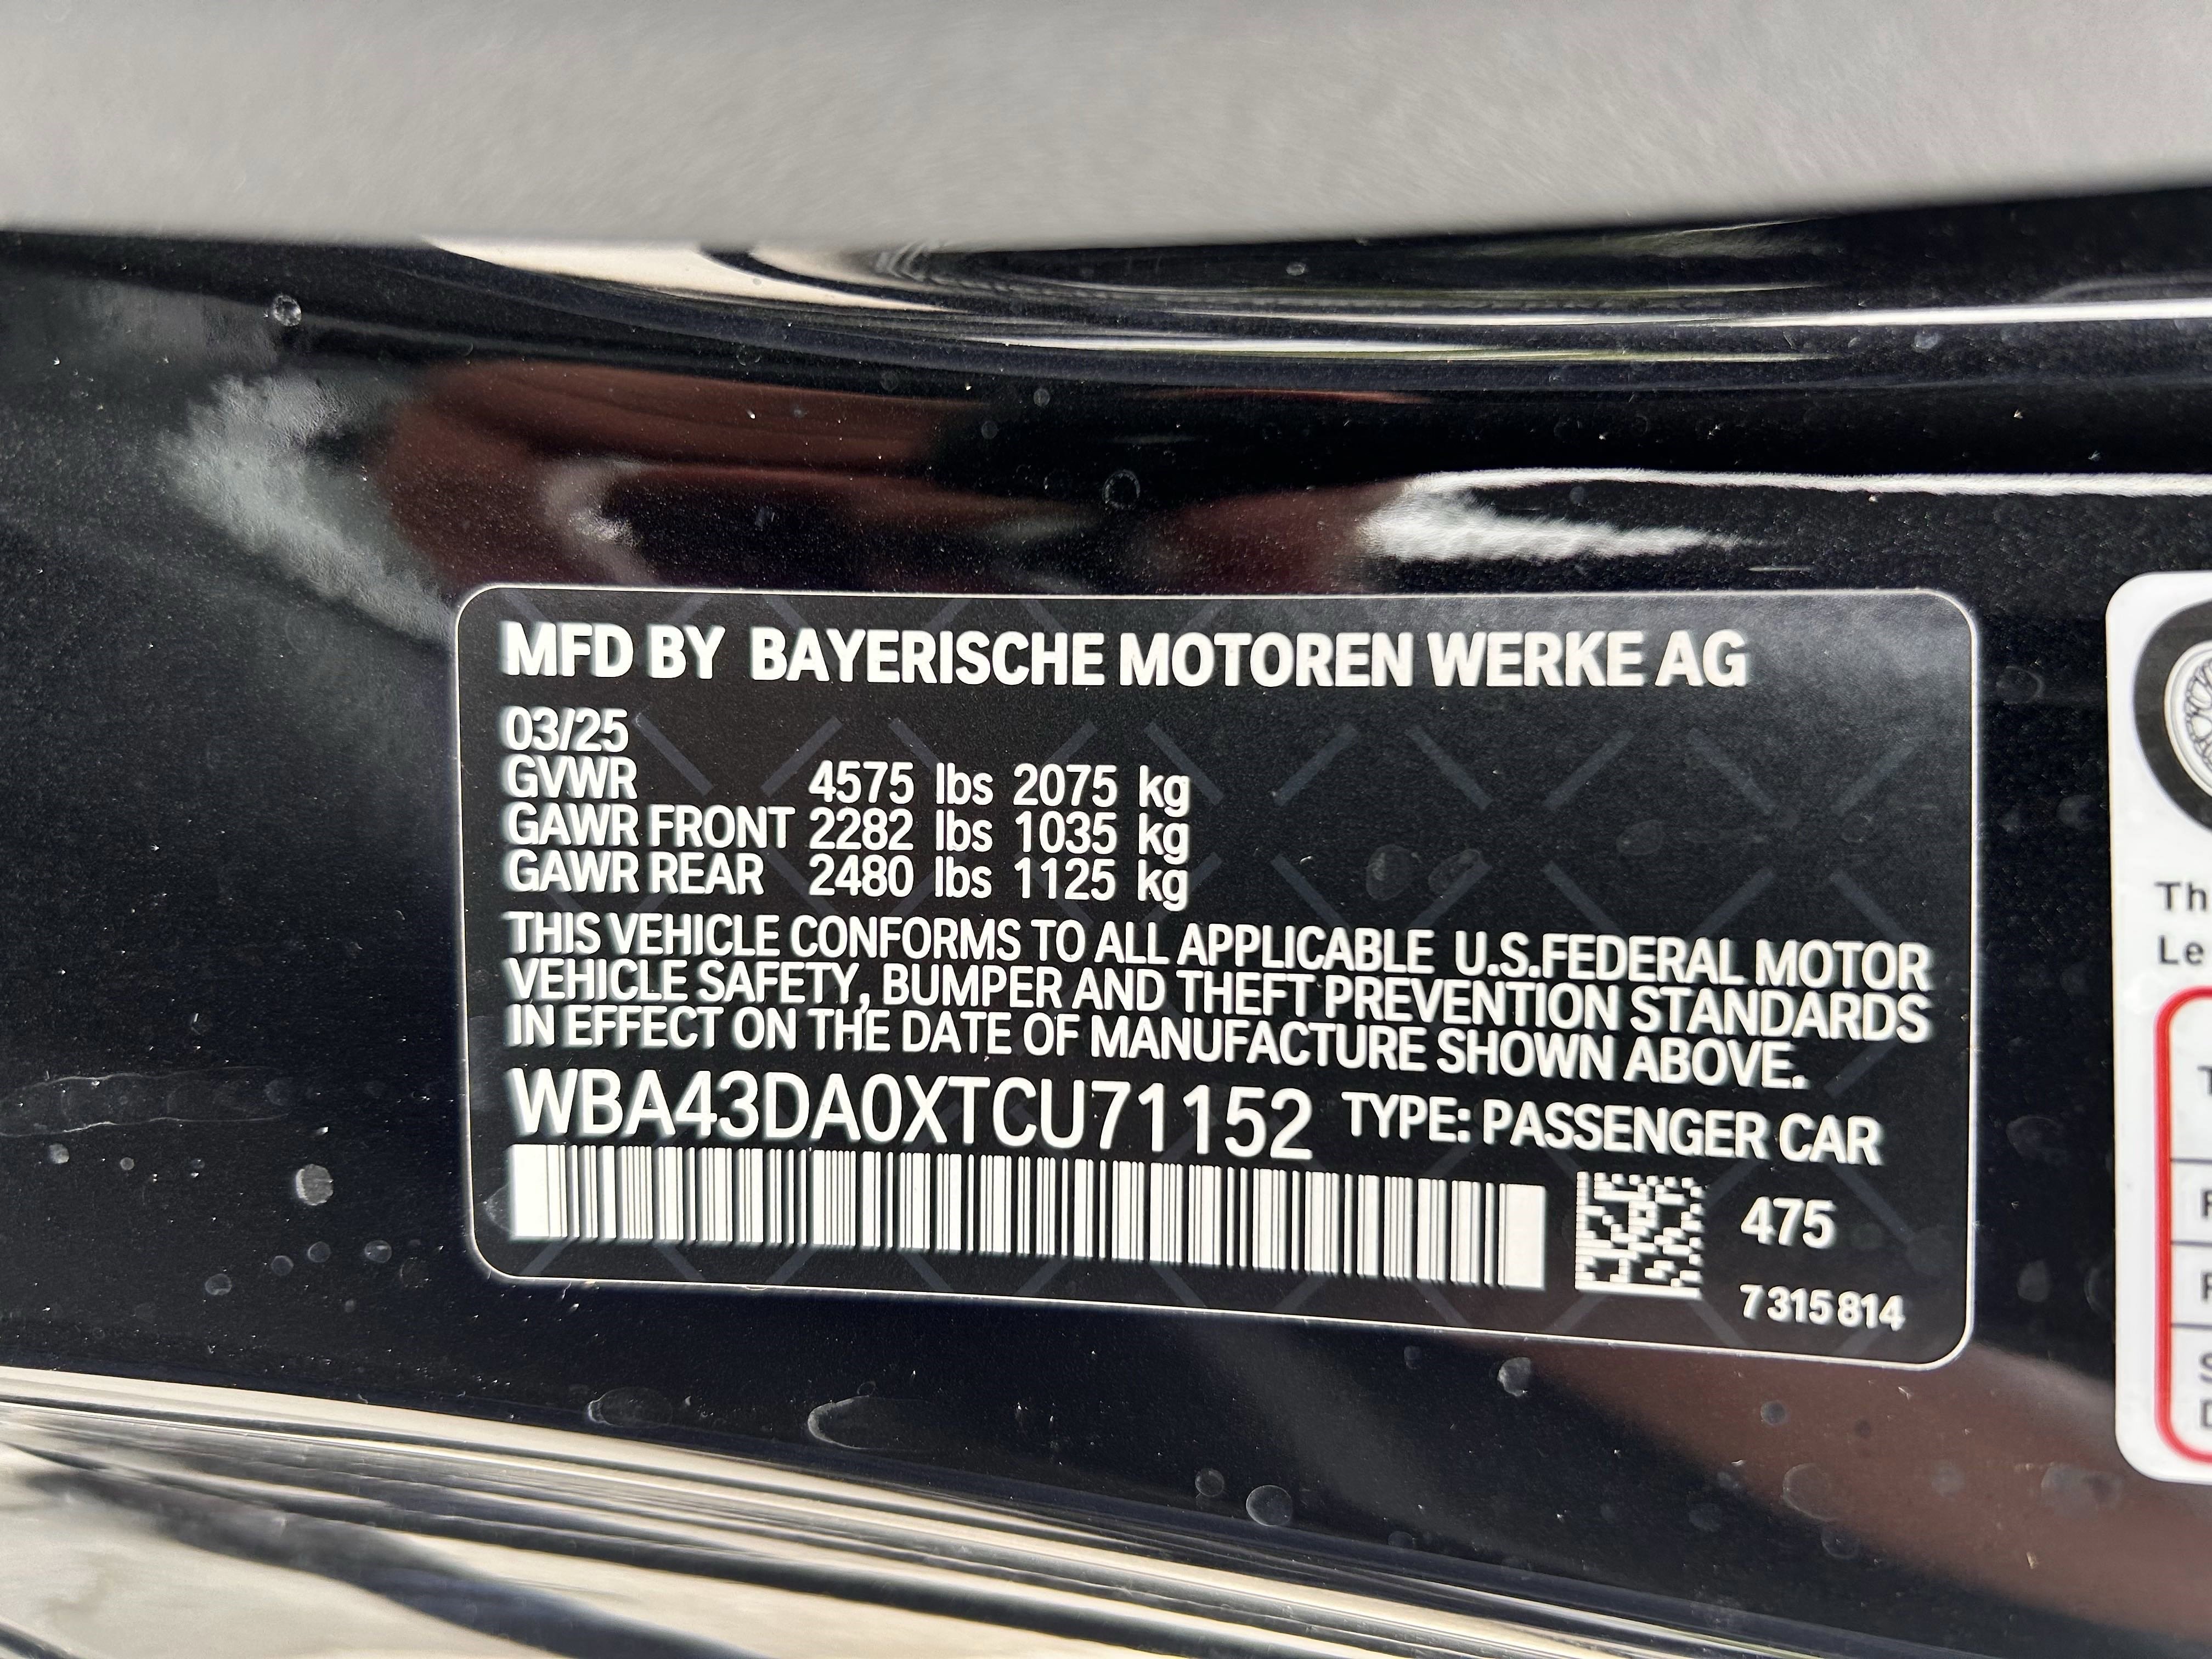 MFD BY BAYERISCHE MOTOREN WERKE AG
03/25
GVWR 4575 lbs 2075 kg
GAWR FRONT 2282 lbs 1035 kg
GAWR REAR 2480 lbs 1125 kg
THIS VEHICLE CONFORMS TO ALL APPLICABLE U.S.FEDERAL MOTOR
VEHICLE SAFETY, BUMPER AND THEFT PREVENTION STANDARDS
IN EFFECT ON THE DATE OF MANUFACTURE SHOWN ABOVE.
WBA43DA0XTCU71152 TYPE: PASSENGER CAR
475
7 315 814
Th
Le